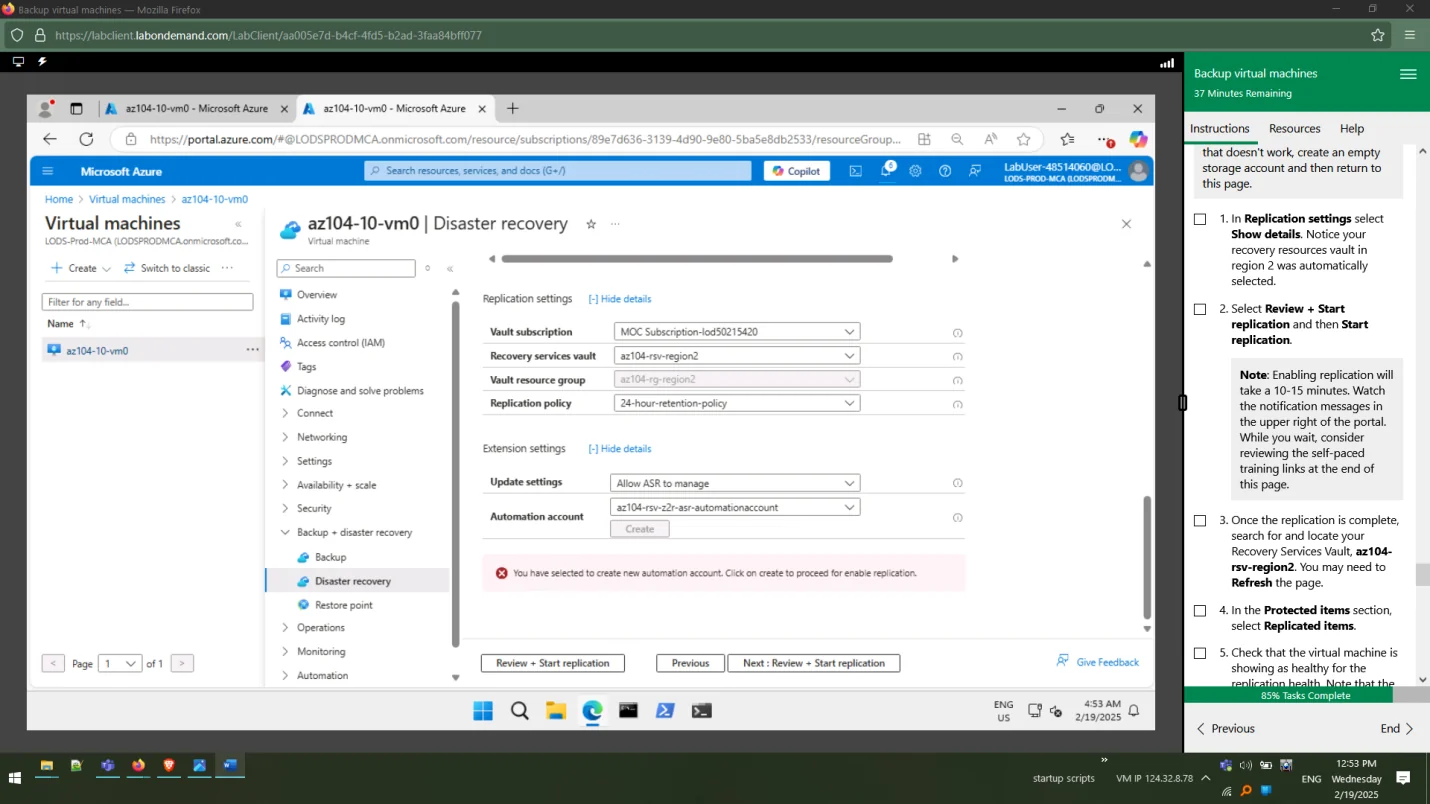 Backup virtual machines — Mozilla Firefox
https://labclient.labondemand.com/LabClient/aa005e7d-b4cf-4fd5-b2ad-3faa84bff077
az104-10-vm0 - Microsoft Azure
az104-10-vm0 - Microsoft Azure
https://portal.azure.com/#@LODSPRODMCA.onmicrosoft.com/resource/subscriptions/89e7d636-3139-4d90-9e80-5ba5e8db2533/resourceGroup...
Microsoft Azure
Search resources, services, and docs (G+/)
Copilot
6
LabUser-48514060@LO...
LODS-PROD-MCA (LODSPRODM...
Home > Virtual machines > az104-10-vm0
Virtual machines
LODS-Prod-MCA (LODSPRODMCA.onmicrosoft.co...
Create
Switch to classic
...
Filter for any field...
Name
az104-10-vm0
...
< Page 1 of 1 >
az104-10-vm0 | Disaster recovery
...
Virtual machine
Search
Overview
Activity log
Access control (IAM)
Tags
Diagnose and solve problems
Connect
Networking
Settings
Availability + scale
Security
Backup + disaster recovery
Backup
Disaster recovery
Restore point
Operations
Monitoring
Automation
Replication settings [-] Hide details
Vault subscription MOC Subscription-lod50215420
Recovery services vault az104-rsv-region2
Vault resource group az104-rg-region2
Replication policy 24-hour-retention-policy
Extension settings [-] Hide details
Update settings Allow ASR to manage
Automation account az104-rsv-z2r-asr-automationaccount
Create
You have selected to create new automation account. Click on create to proceed for enable replication.
Review + Start replication
Previous
Next : Review + Start replication
Give Feedback
ENG
US
4:53 AM
2/19/2025
Backup virtual machines
37 Minutes Remaining
Instructions Resources Help
that doesn't work, create an empty
storage account and then return to
this page.
1. In Replication settings select
Show details. Notice your
recovery resources vault in
region 2 was automatically
selected.
2. Select Review + Start
replication and then Start
replication.
Note: Enabling replication will
take a 10-15 minutes. Watch
the notification messages in
the upper right of the portal.
While you wait, consider
reviewing the self-paced
training links at the end of
this page.
3. Once the replication is complete,
search for and locate your
Recovery Services Vault, az104-
rsv-region2. You may need to
Refresh the page.
4. In the Protected items section,
select Replicated items.
5. Check that the virtual machine is
showing as healthy for the
replication health. Note that the
85% Tasks Complete
< Previous
End >
startup scripts
VM IP 124.32.8.78
ENG
12:53 PM
Wednesday
2/19/2025